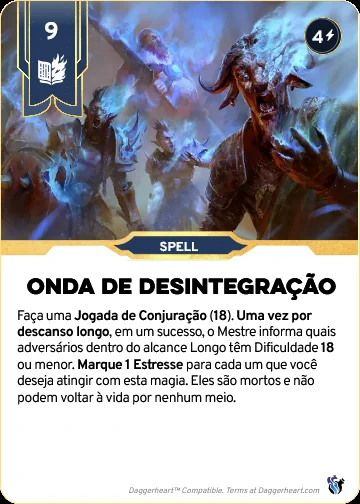 9
4
SPELL
ONDA DE DESINTEGRAÇÃO
Faça uma Jogada de Conjuração (18). Uma vez por
descanso longo, em um sucesso, o Mestre informa quais
adversários dentro do alcance Longo têm Dificuldade 18
ou menor. Marque 1 Estresse para cada um que você
deseja atingir com esta magia. Eles são mortos e não
podem voltar à vida por nenhum meio.
Daggerheart™ Compatible. Terms at Daggerheart.com